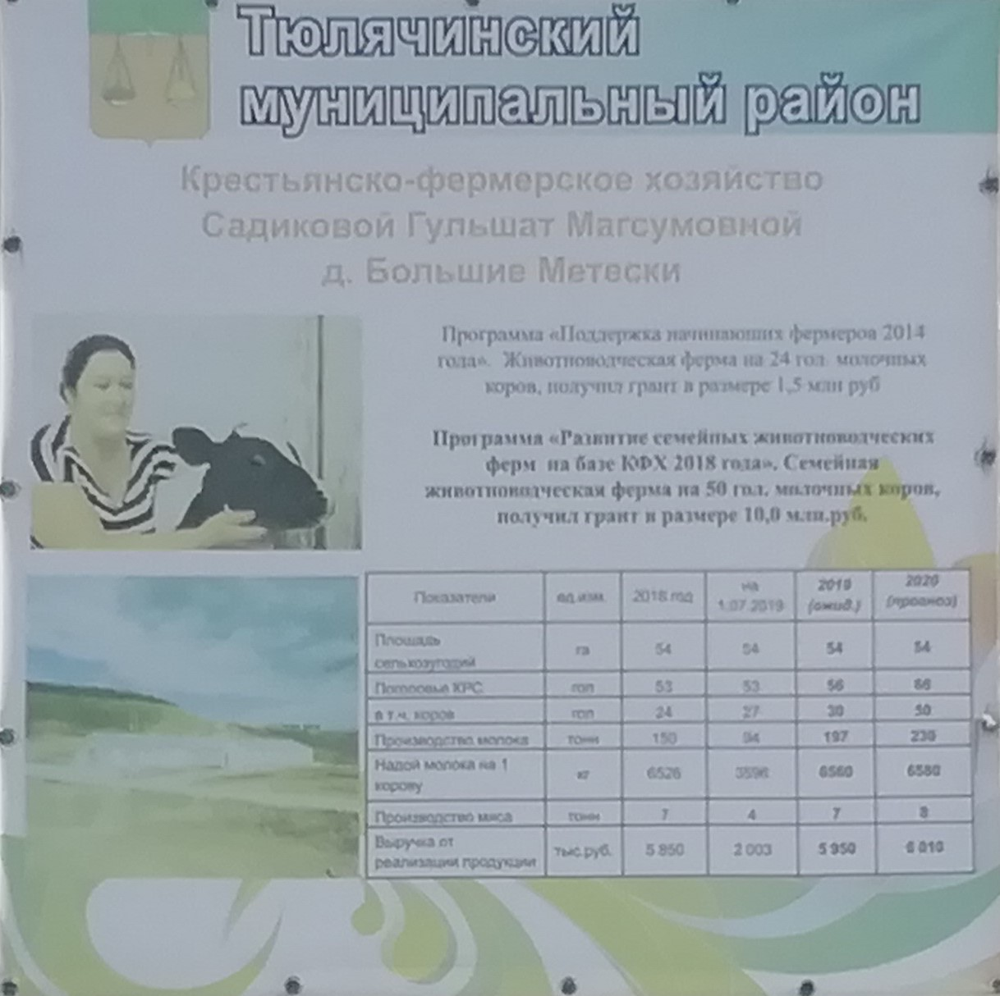 Тюлячинский
муниципальный район
Крестьянско-фермерское хозяйство
Садиковой Гульшат Магсумовной
д. Большие Метески
Программа «Поддержка начинающих фермеров 2014
года». Животноводческая ферма на 24 гол. молочных
коров, получил грант в размере 1,5 млн руб
Программа «Развитие семейных животноводческих
ферм на базе КФХ 2018 года». Семейная
животноводческая ферма на 50 гол. молочных коров,
получил грант в размере 10,0 млн.руб.
Показатели ед.изм. 2018 год на 1.07.2019 2019 (ожид.) 2020 (прогноз)
Площадь сельхозугодий га 54 54 54 54
Поголовье КРС гол 53 53 56
в т.ч. коров гол 24 27 30
Производство молока тонн 150 94 197 230
Надой молока на 1 корову кг 6526 3596 6560 6580
Производство мяса тонн 7 4 7 8
Выручка от реализации продукции тыс.руб. 5 850 2 003 5 950 6 010